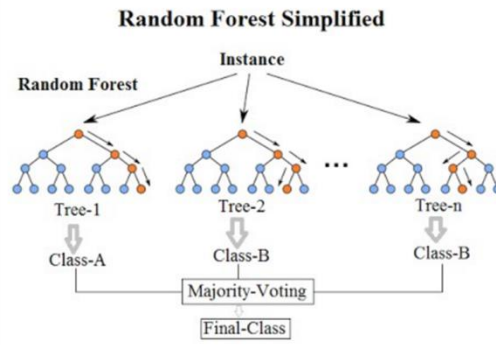 Random Forest Simplified
Instance
Random Forest
...
Tree-1
Tree-2
Tree-n
Class-A
Class-B
Class-B
Majority-Voting
Final-Class